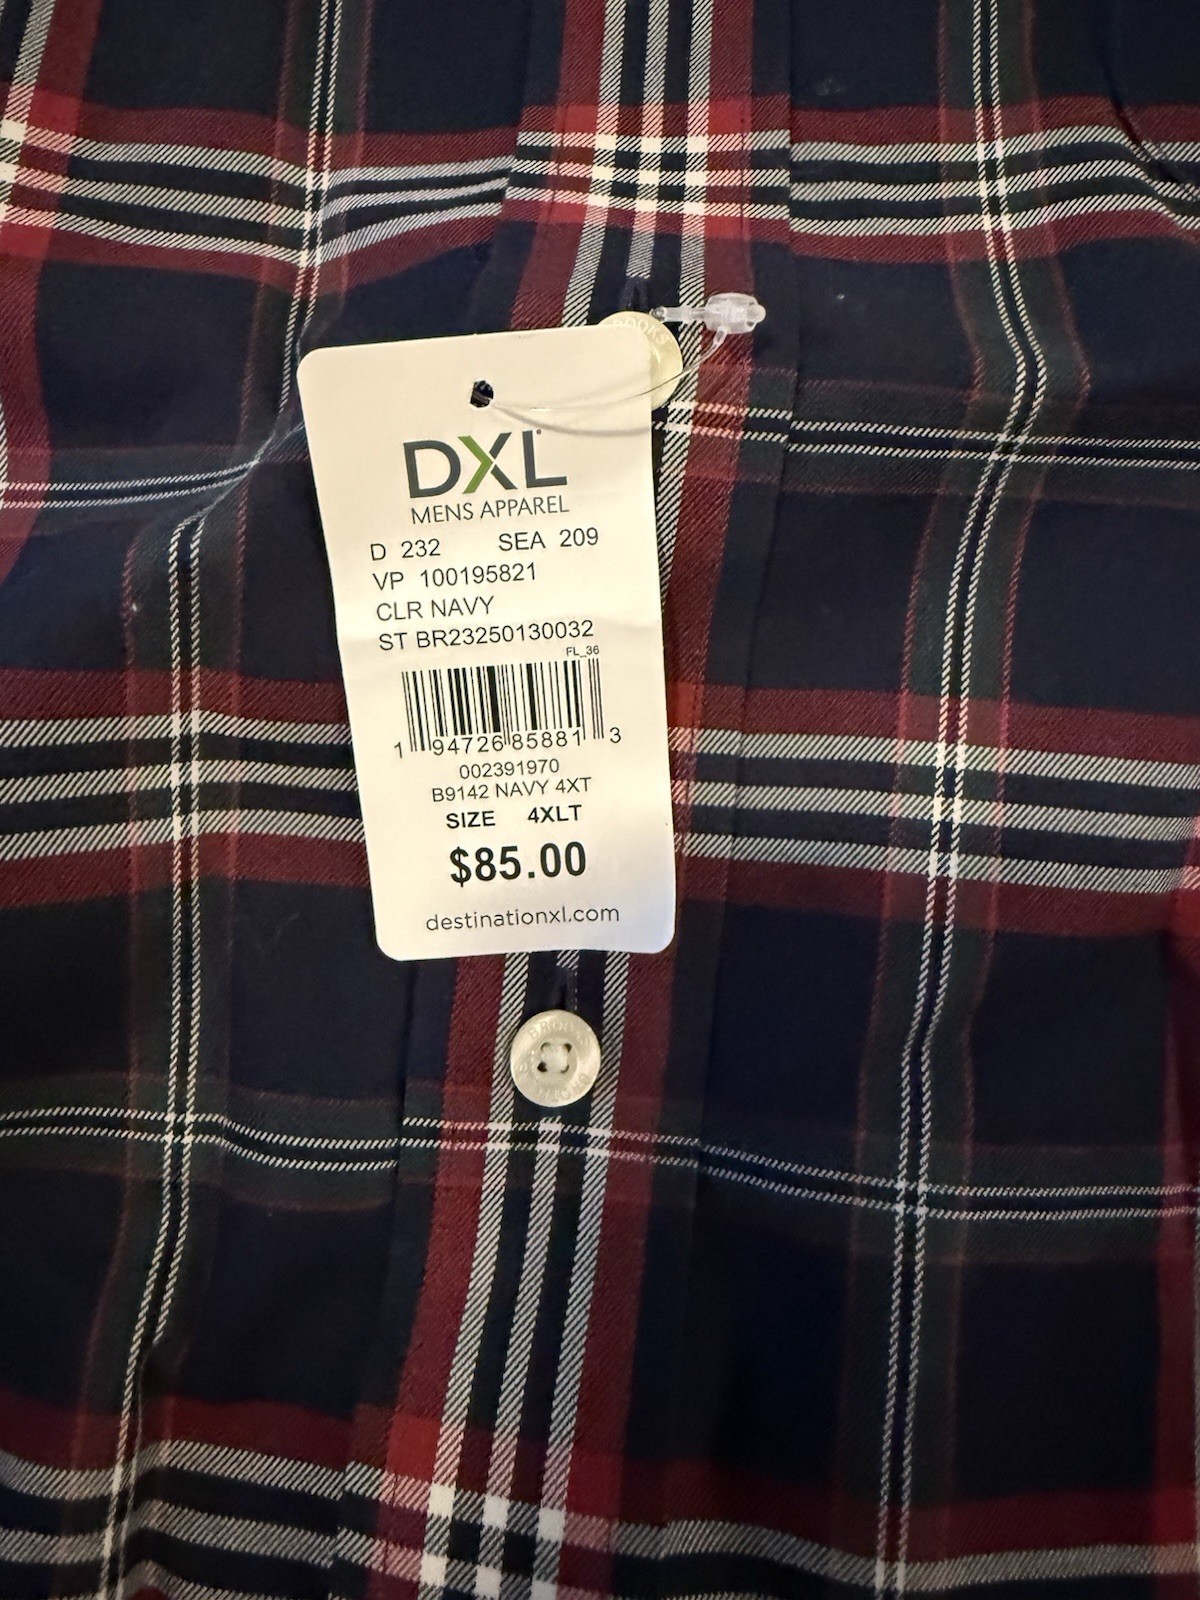 DXL
MENS APPAREL
D 232 SEA 209
VP 100195821
CLR NAVY
ST BR23250130032
FL_36
1 94726 85881 3
002391970
B9142 NAVY 4XT
SIZE 4XLT
$85.00
destinationxl.com